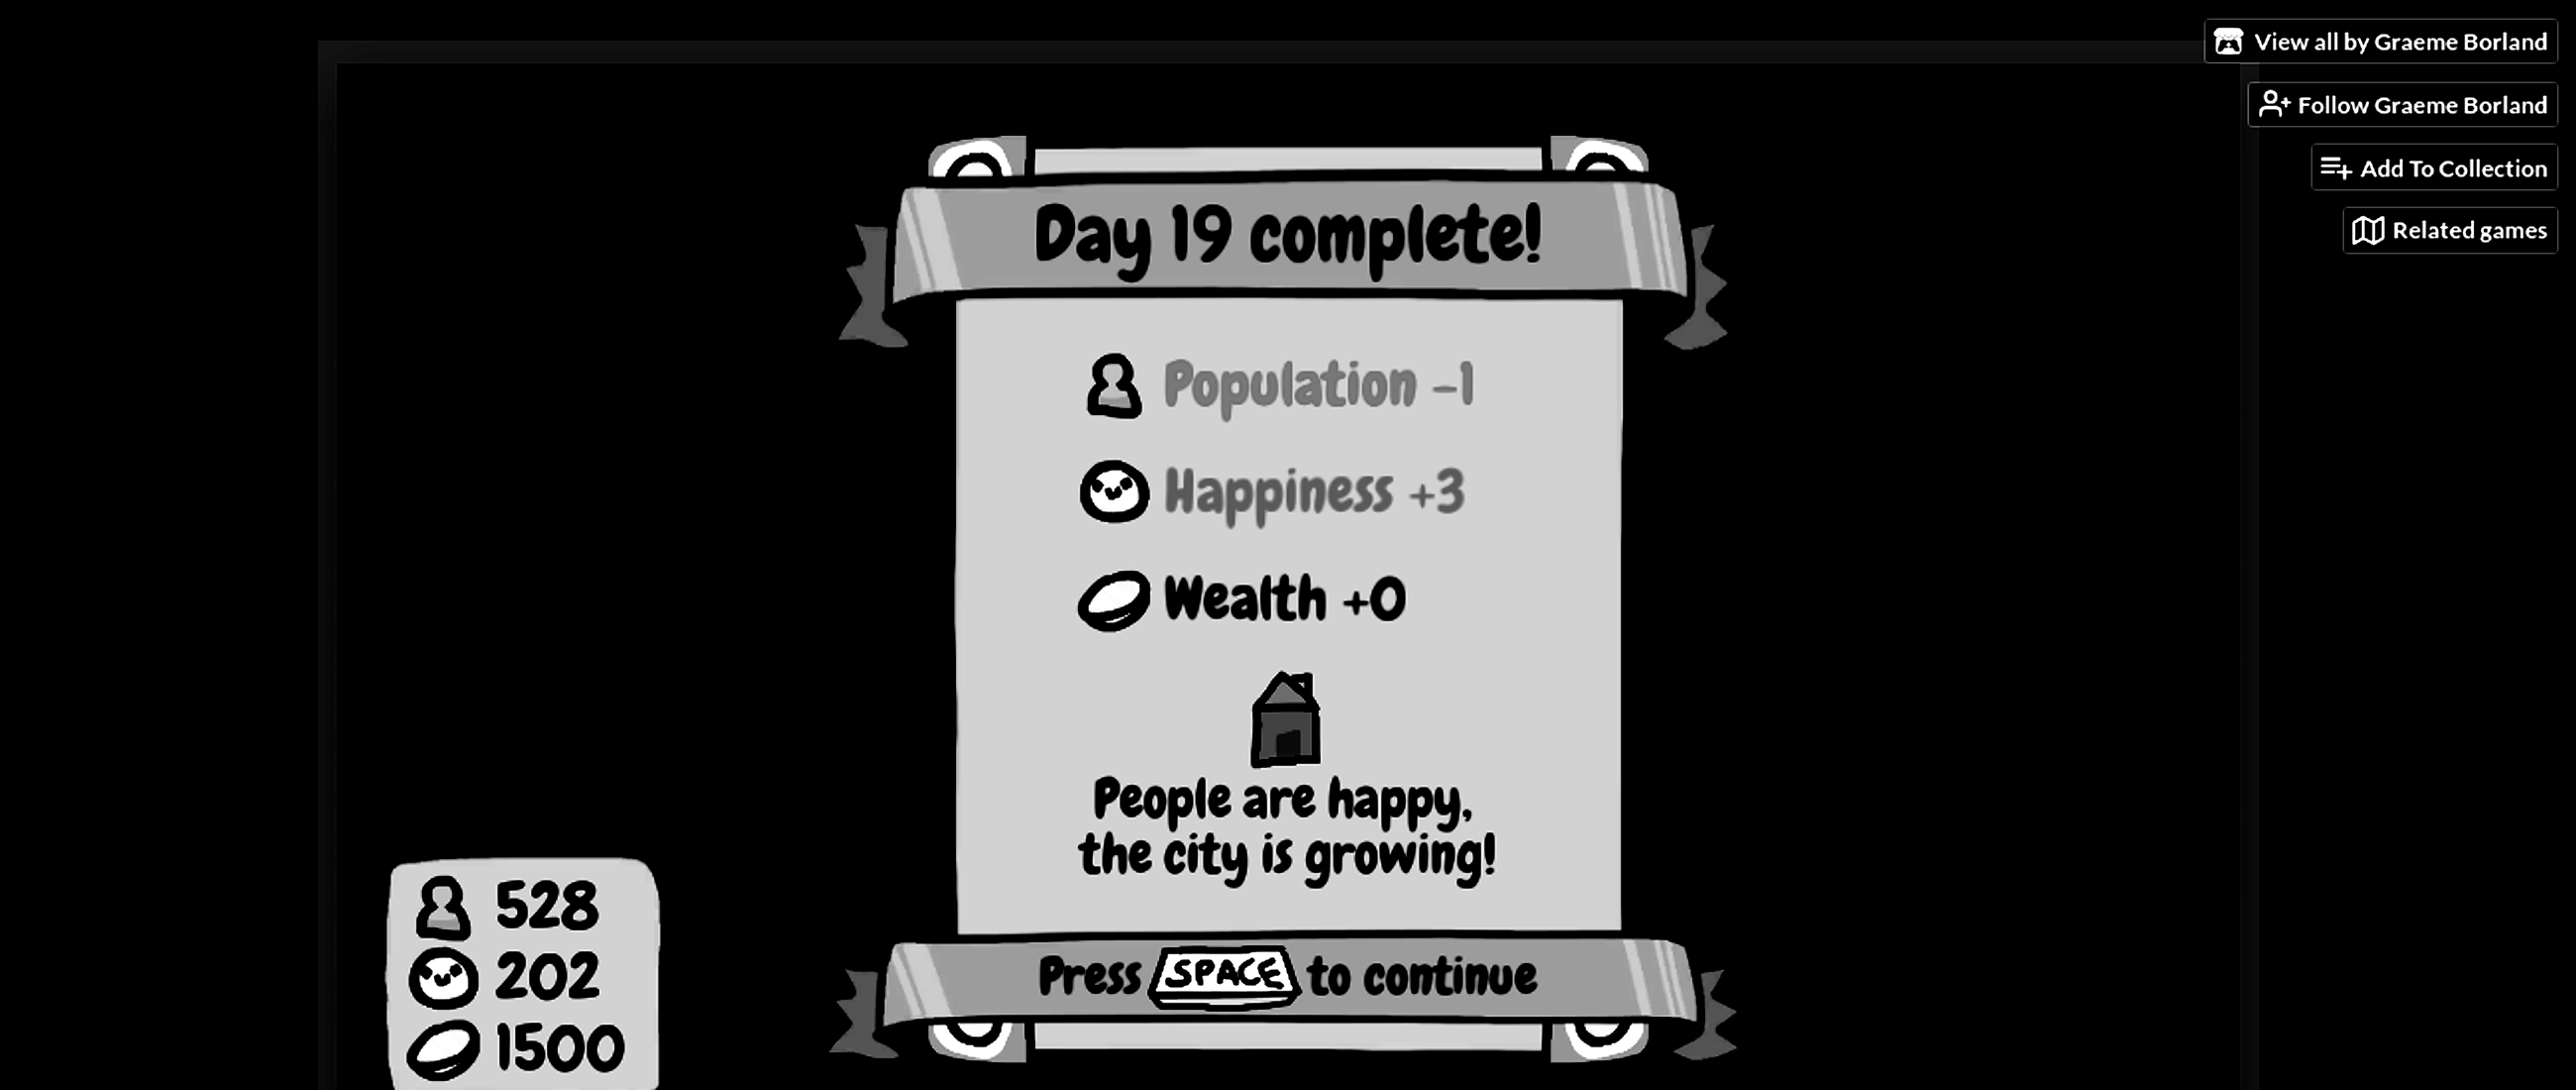 View all by Graeme Borland
Follow Graeme Borland
Add To Collection
Related games
Day 19 complete!
Population -1
Happiness +3
Wealth +0
People are happy,
the city is growing!
Press SPACE to continue
528
202
1500